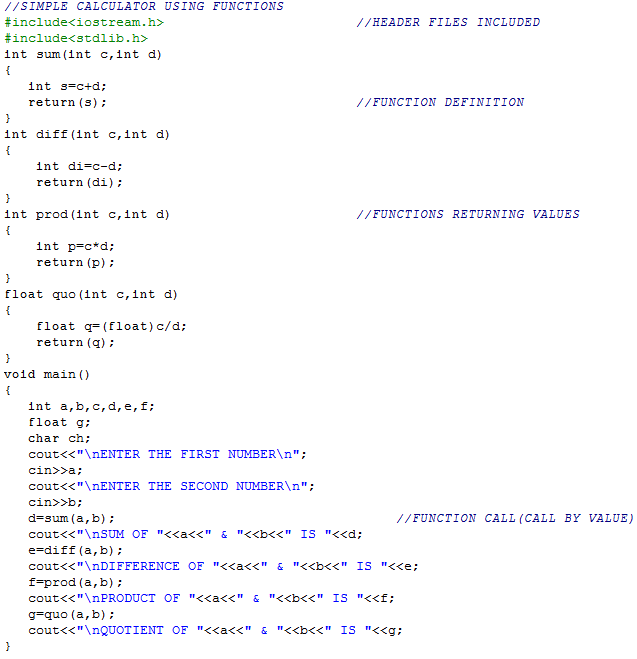 //SIMPLE CALCULATOR USING FUNCTIONS
#include<iostream.h> //HEADER FILES INCLUDED
#include<stdlib.h>
int sum(int c,int d)
{
int s=c+d;
return(s); //FUNCTION DEFINITION
}
int diff(int c,int d)
{
int di=c-d;
return(di);
}
int prod(int c,int d) //FUNCTIONS RETURNING VALUES
{
int p=c*d;
return(p);
}
float quo(int c,int d)
{
float q=(float)c/d;
return(q);
}
void main()
{
int a,b,c,d,e,f;
float g;
char ch;
cout<<"\nENTER THE FIRST NUMBER\n";
cin>>a;
cout<<"\nENTER THE SECOND NUMBER\n";
cin>>b;
d=sum(a,b); //FUNCTION CALL(CALL BY VALUE)
cout<<"\nSUM OF "<<a<<" & "<<b<<" IS "<<d;
e=diff(a,b);
cout<<"\nDIFFERENCE OF "<<a<<" & "<<b<<" IS "<<e;
f=prod(a,b);
cout<<"\nPRODUCT OF "<<a<<" & "<<b<<" IS "<<f;
g=quo(a,b);
cout<<"\nQUOTIENT OF "<<a<<" & "<<b<<" IS "<<g;
}